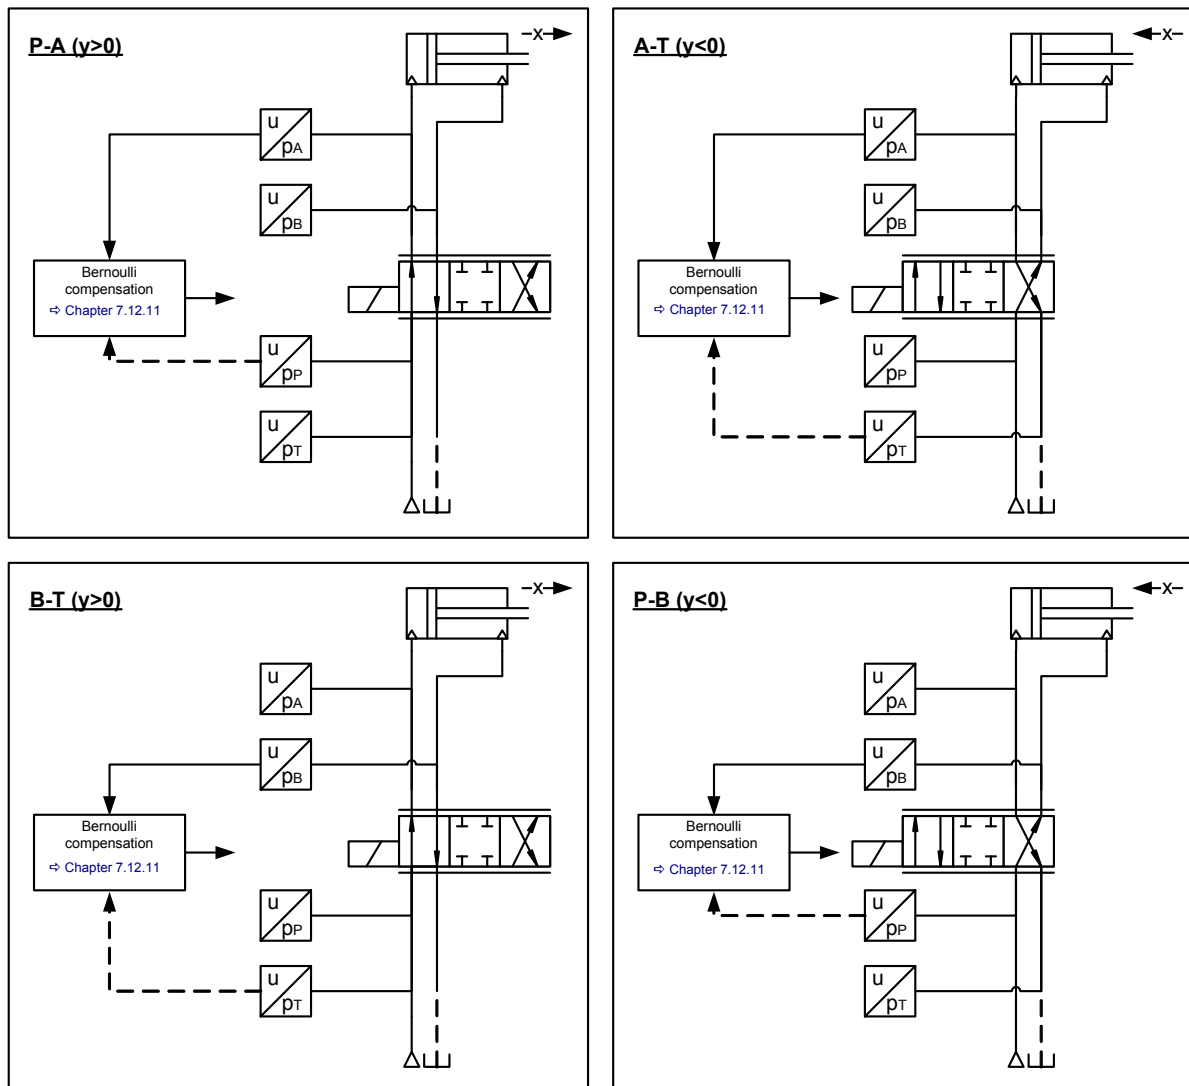 P-A (y>0)
x
u
pA
u
pB
Bernoulli
compensation
⇨ Chapter 7.12.11
u
pP
u
pT
A-T (y<0)
x
u
pA
u
pB
Bernoulli
compensation
⇨ Chapter 7.12.11
u
pP
u
pT
B-T (y>0)
x
u
pA
u
pB
Bernoulli
compensation
⇨ Chapter 7.12.11
u
pP
u
pT
P-B (y<0)
x
u
pA
u
pB
Bernoulli
compensation
⇨ Chapter 7.12.11
u
pP
u
pT